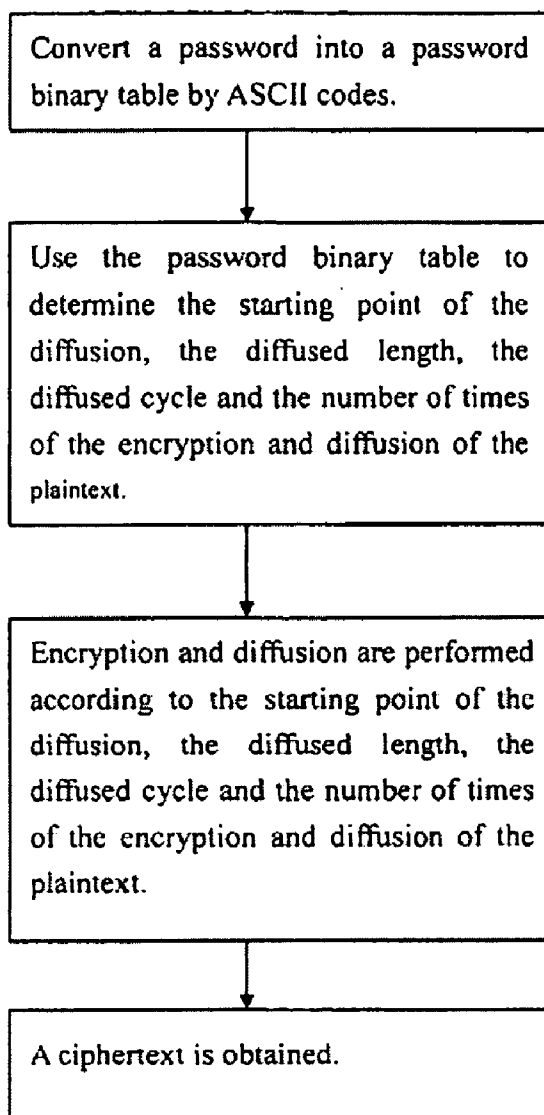 Convert a password into a password
binary table by ASCII codes.
Use the password binary table to
determine the starting point of the
diffusion, the diffused length, the
diffused cycle and the number of times
of the encryption and diffusion of the
plaintext.
Encryption and diffusion are performed
according to the starting point of the
diffusion, the diffused length, the
diffused cycle and the number of times
of the encryption and diffusion of the
plaintext.
A ciphertext is obtained.